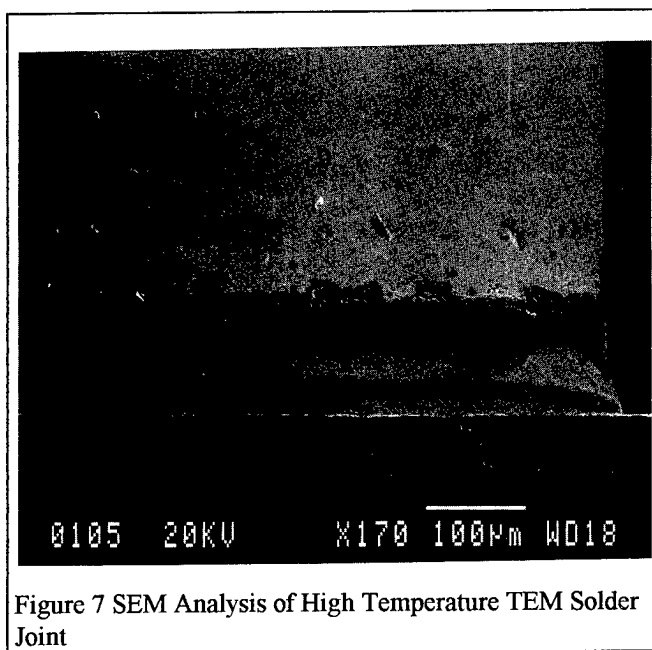 0105 20KV X170 100µm WD18
Figure 7 SEM Analysis of High Temperature TEM Solder
Joint